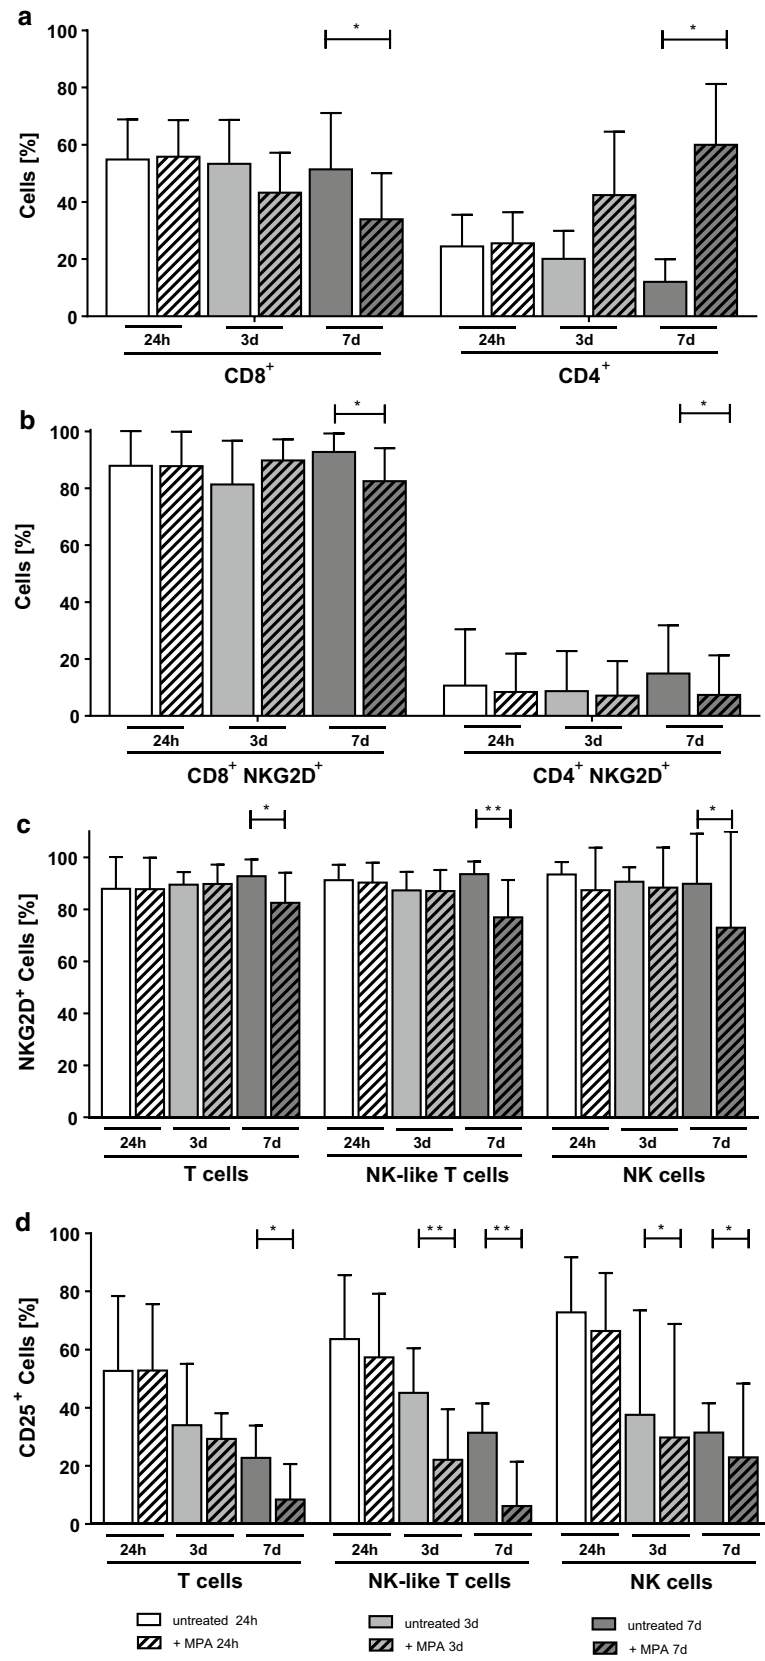 a
* *
100
80
60
40
20
0
Cells [%]
24h 3d 7d 24h 3d 7d
CD8+ CD4+
b
* *
100
80
60
40
20
0
Cells [%]
24h 3d 7d 24h 3d 7d
CD8+ NKG2D+ CD4+ NKG2D+
c
* ** *
100
80
60
40
20
0
NKG2D+ Cells [%]
24h 3d 7d 24h 3d 7d 24h 3d 7d
T cells NK-like T cells NK cells
d
* ** ** * *
100
80
60
40
20
0
CD25+ Cells [%]
24h 3d 7d 24h 3d 7d 24h 3d 7d
T cells NK-like T cells NK cells
untreated 24h untreated 3d untreated 7d
+ MPA 24h + MPA 3d + MPA 7d